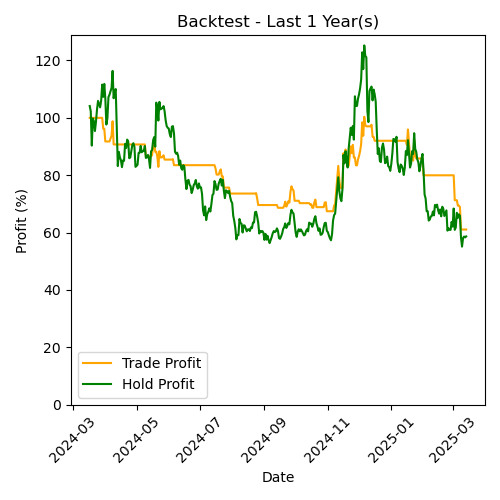 Backtest - Last 1 Year(s)
Profit (%)
120
100
80
60
40
20
0
Trade Profit
Hold Profit
2024-03
2024-05
2024-07
2024-09
2024-11
2025-01
2025-03
Date